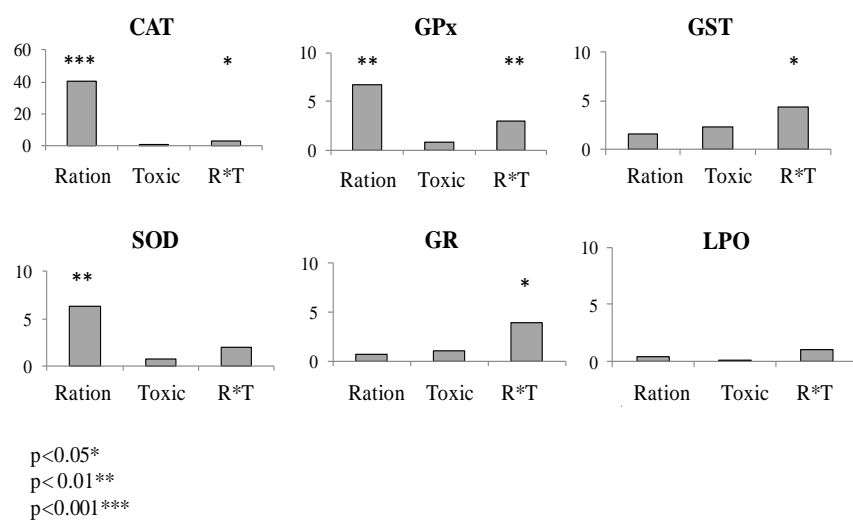 CAT
60
40
20
0
***
*
Ration Toxic R*T
GPx
10
5
0
**
**
Ration Toxic R*T
GST
10
5
0
*
Ration Toxic R*T
SOD
10
5
0
**
Ration Toxic R*T
GR
10
5
0
*
Ration Toxic R*T
LPO
10
5
0
Ration Toxic R*T
p<0.05*
p< 0.01**
p<0.001***